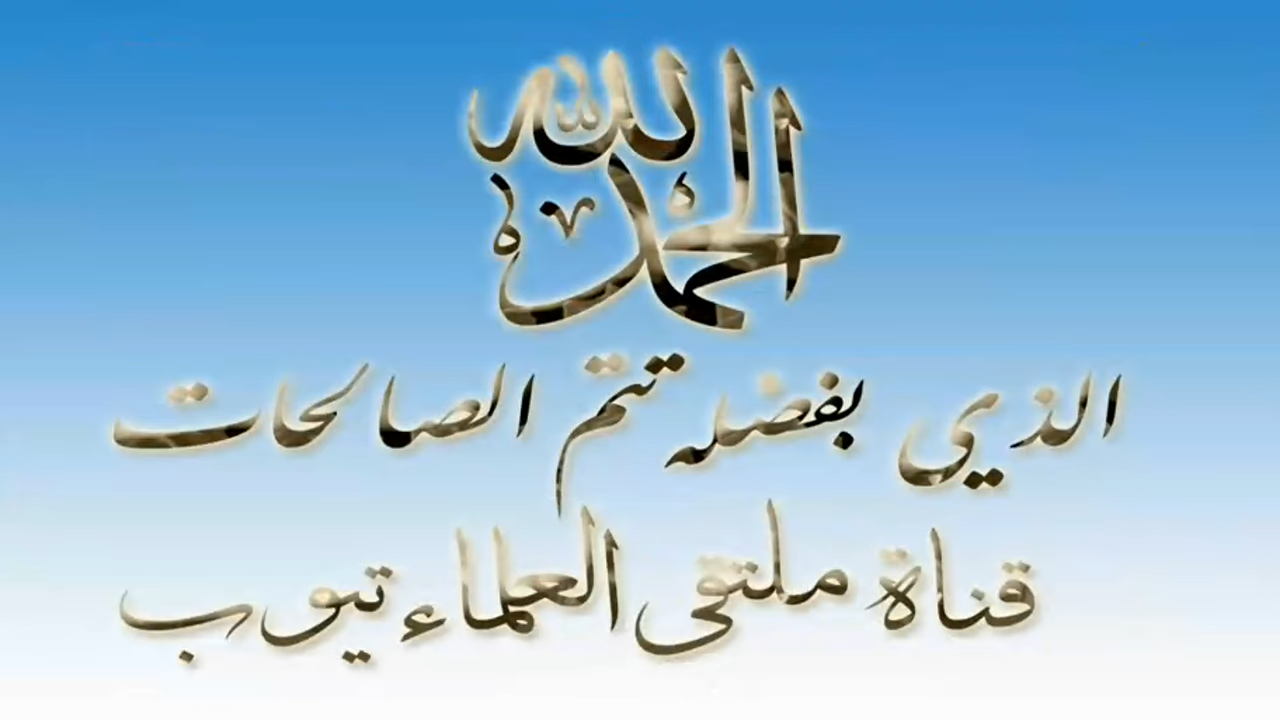 الحمد لله
الذي بفضله تتم الصالحات
قناة ملتقى العلماء تيوب